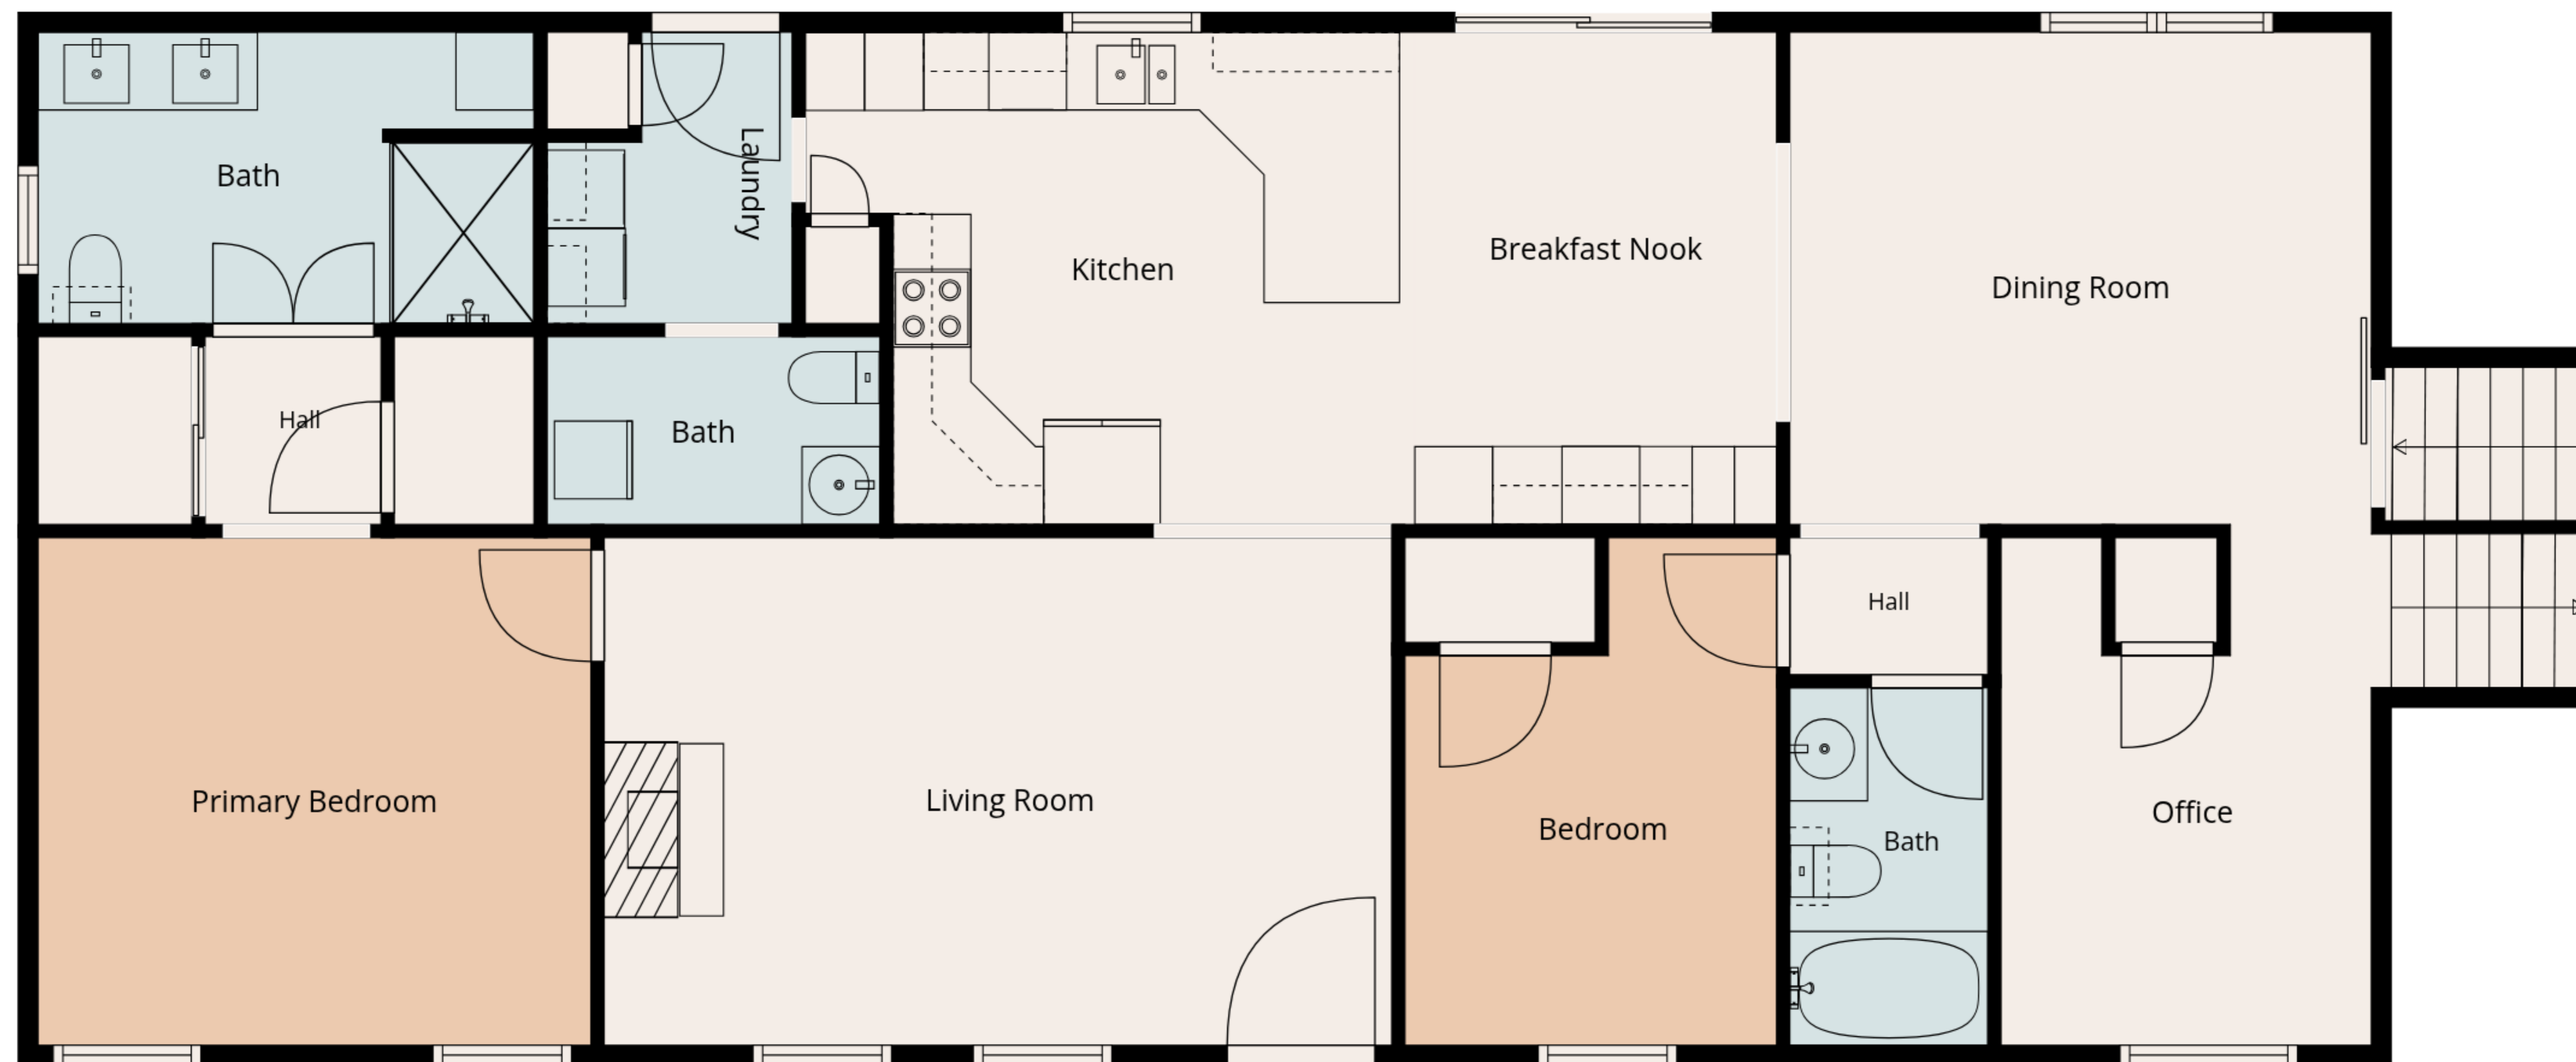 Bath
Laundry
Kitchen
Breakfast Nook
Dining Room
Hall
Bath
Hall
Primary Bedroom
Living Room
Bedroom
Bath
Office